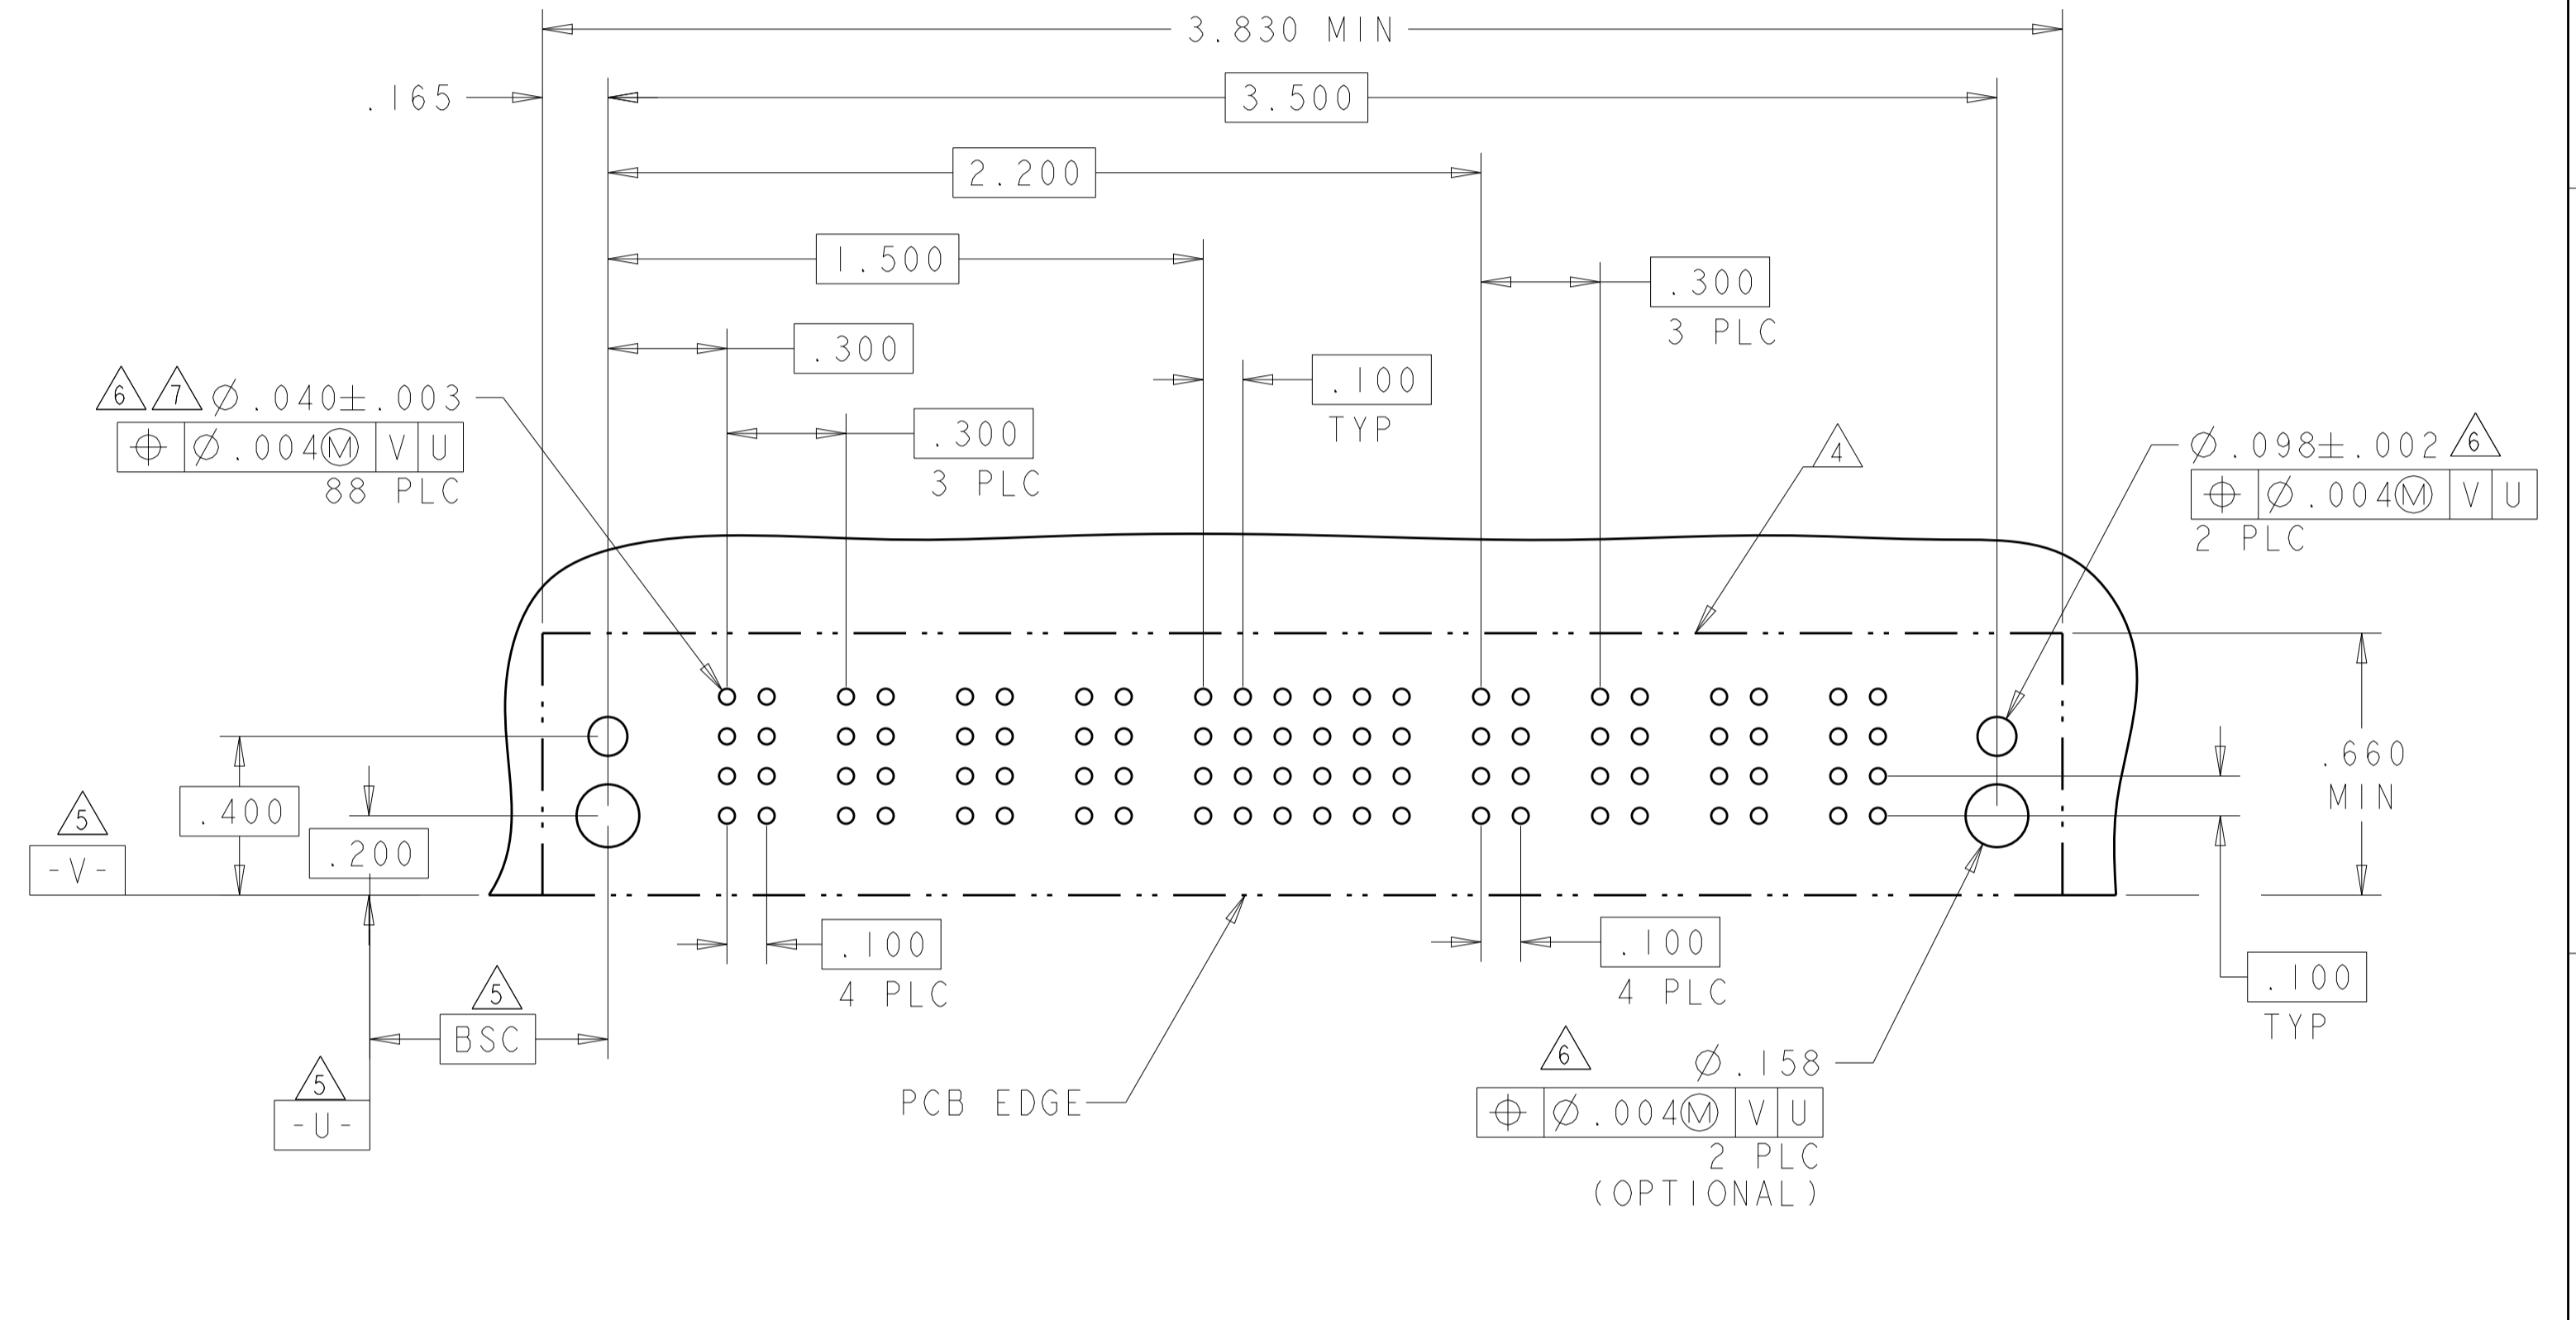 3.830 MIN
.165
3.500
2.200
1.500
.300
3 PLC
.300
.100
TYP
6 7 Ø.040±.003
⌖ Ø.004Ⓜ V U
88 PLC
.300
3 PLC
4
Ø.098±.002 6
⌖ Ø.004Ⓜ V U
2 PLC
.660
MIN
5
-V-
.400
.200
.100
4 PLC
.100
4 PLC
.100
TYP
5
BSC
5
-U-
PCB EDGE
6 Ø.158
⌖ Ø.004Ⓜ V U
2 PLC
(OPTIONAL)